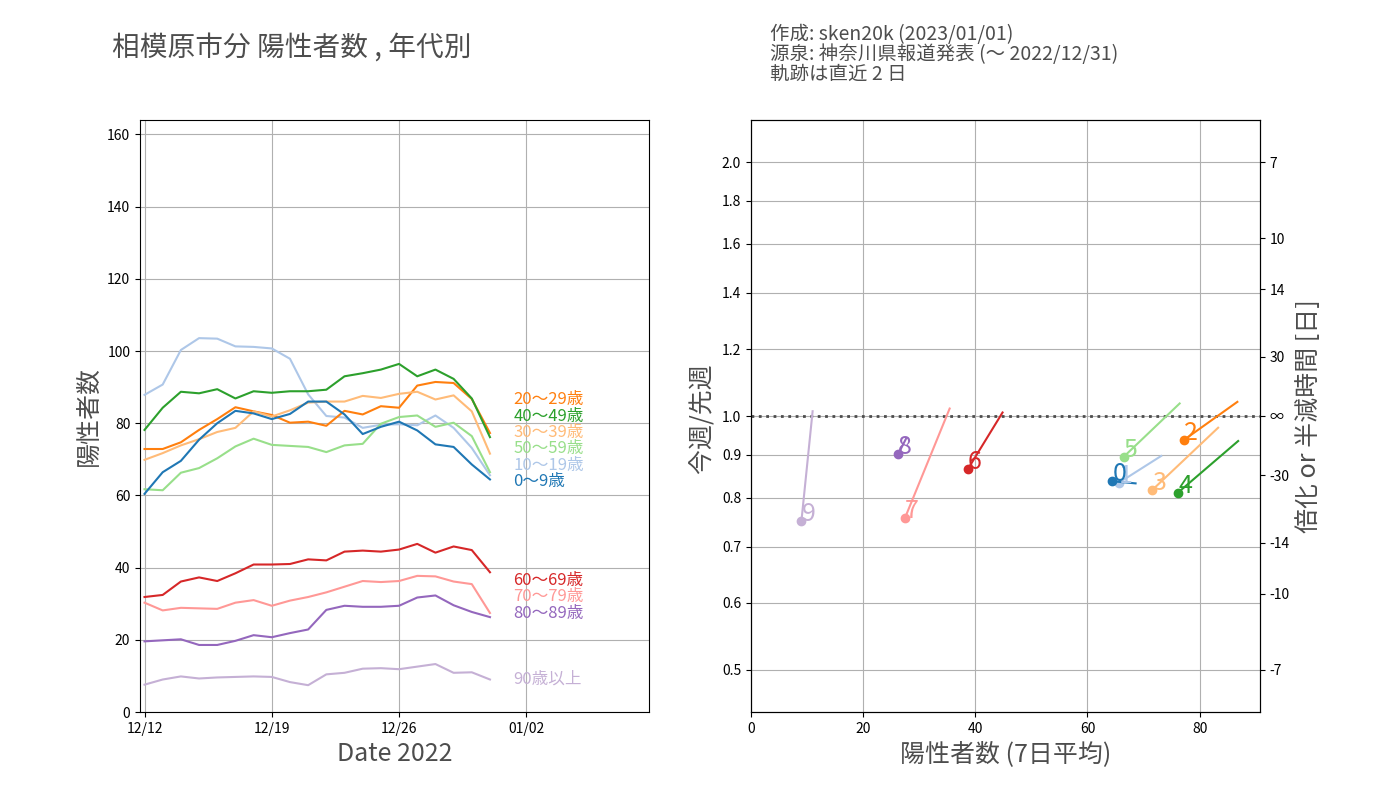 相模原市分 陽性者数 , 年代別
作成: sken20k (2023/01/01)
源泉: 神奈川県報道発表 (～ 2022/12/31)
軌跡は直近 2 日
陽性者数
160
140
120
100
80
60
40
20
0
12/12 12/19 12/26 01/02
Date 2022
20～29歳
40～49歳
30～39歳
50～59歳
10～19歳
0～9歳
60～69歳
70～79歳
80～89歳
90歳以上
今週/先週
2.0
1.8
1.6
1.4
1.2
1.0
0.9
0.8
0.7
0.6
0.5
0 20 40 60 80
陽性者数 (7日平均)
2
8
5
6
0
1
3
4
7
9
7
10
14
30
∞
-30
-14
-10
-7
倍化 or 半減時間 [日]